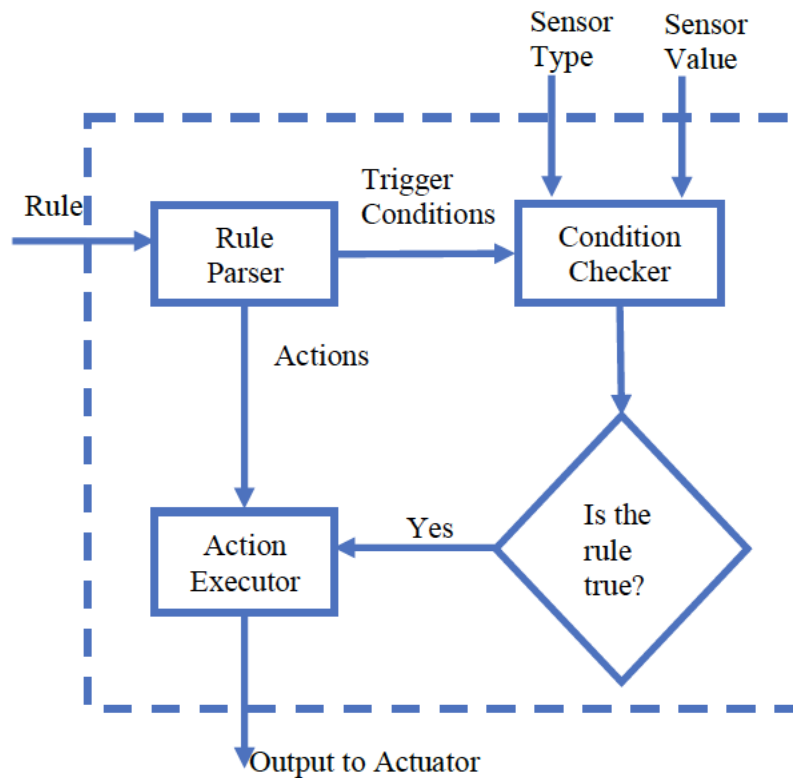 Sensor
Type
Sensor
Value
Rule
Trigger
Conditions
Rule
Parser
Condition
Checker
Actions
Is the
rule
true?
Yes
Action
Executor
Output to Actuator